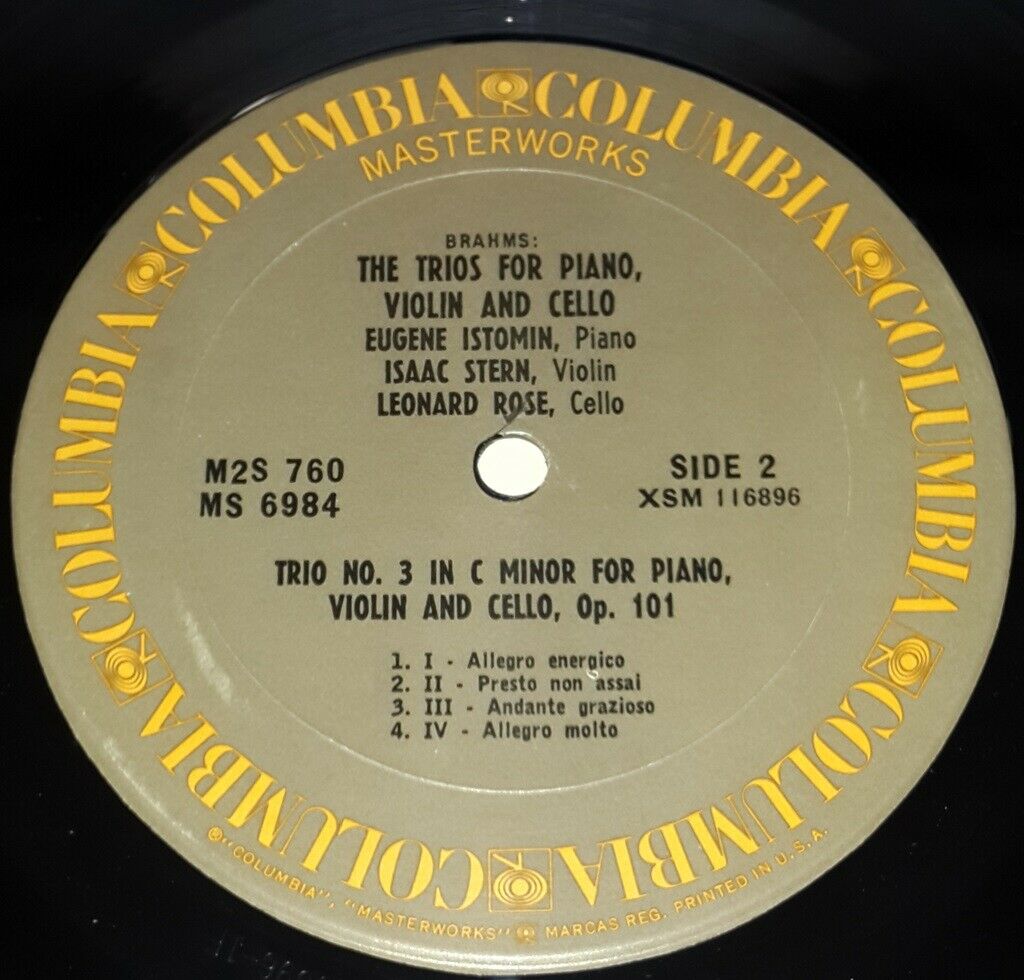 COLUMBIA COLUMBIA COLUMBIA COLUMBIA COLUMBIA COLUMBIA
MASTERWORKS
BRAHMS:
THE TRIOS FOR PIANO,
VIOLIN AND CELLO
EUGENE ISTOMIN, Piano
ISAAC STERN, Violin
LEONARD ROSE, Cello
M2S 760
MS 6984
SIDE 2
XSM 116896
TRIO NO. 3 IN C MINOR FOR PIANO,
VIOLIN AND CELLO, Op. 101
1. I - Allegro energico
2. II - Presto non assai
3. III - Andante grazioso
4. IV - Allegro molto
®"COLUMBIA", "MASTERWORKS" MARCAS REG. PRINTED IN U.S.A.